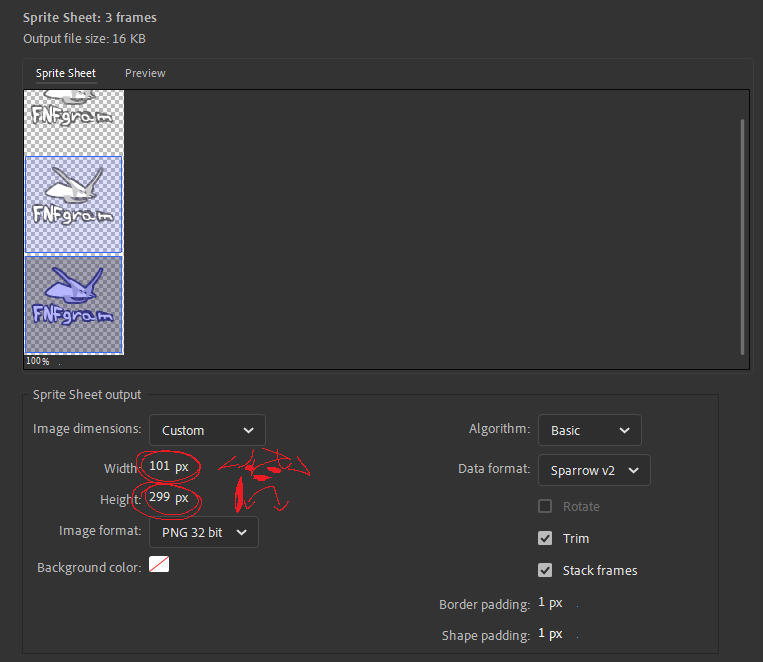 Sprite Sheet: 3 frames
Output file size: 16 KB
Sprite Sheet Preview
FNFgram
FNFgram
FNFgram
100%
Sprite Sheet output
Image dimensions: Custom
Algorithm: Basic
Width: 101 px
Data format: Sparrow v2
Height: 299 px
Rotate
Image format: PNG 32 bit
Trim
Background color:
Stack frames
Border padding: 1 px
Shape padding: 1 px